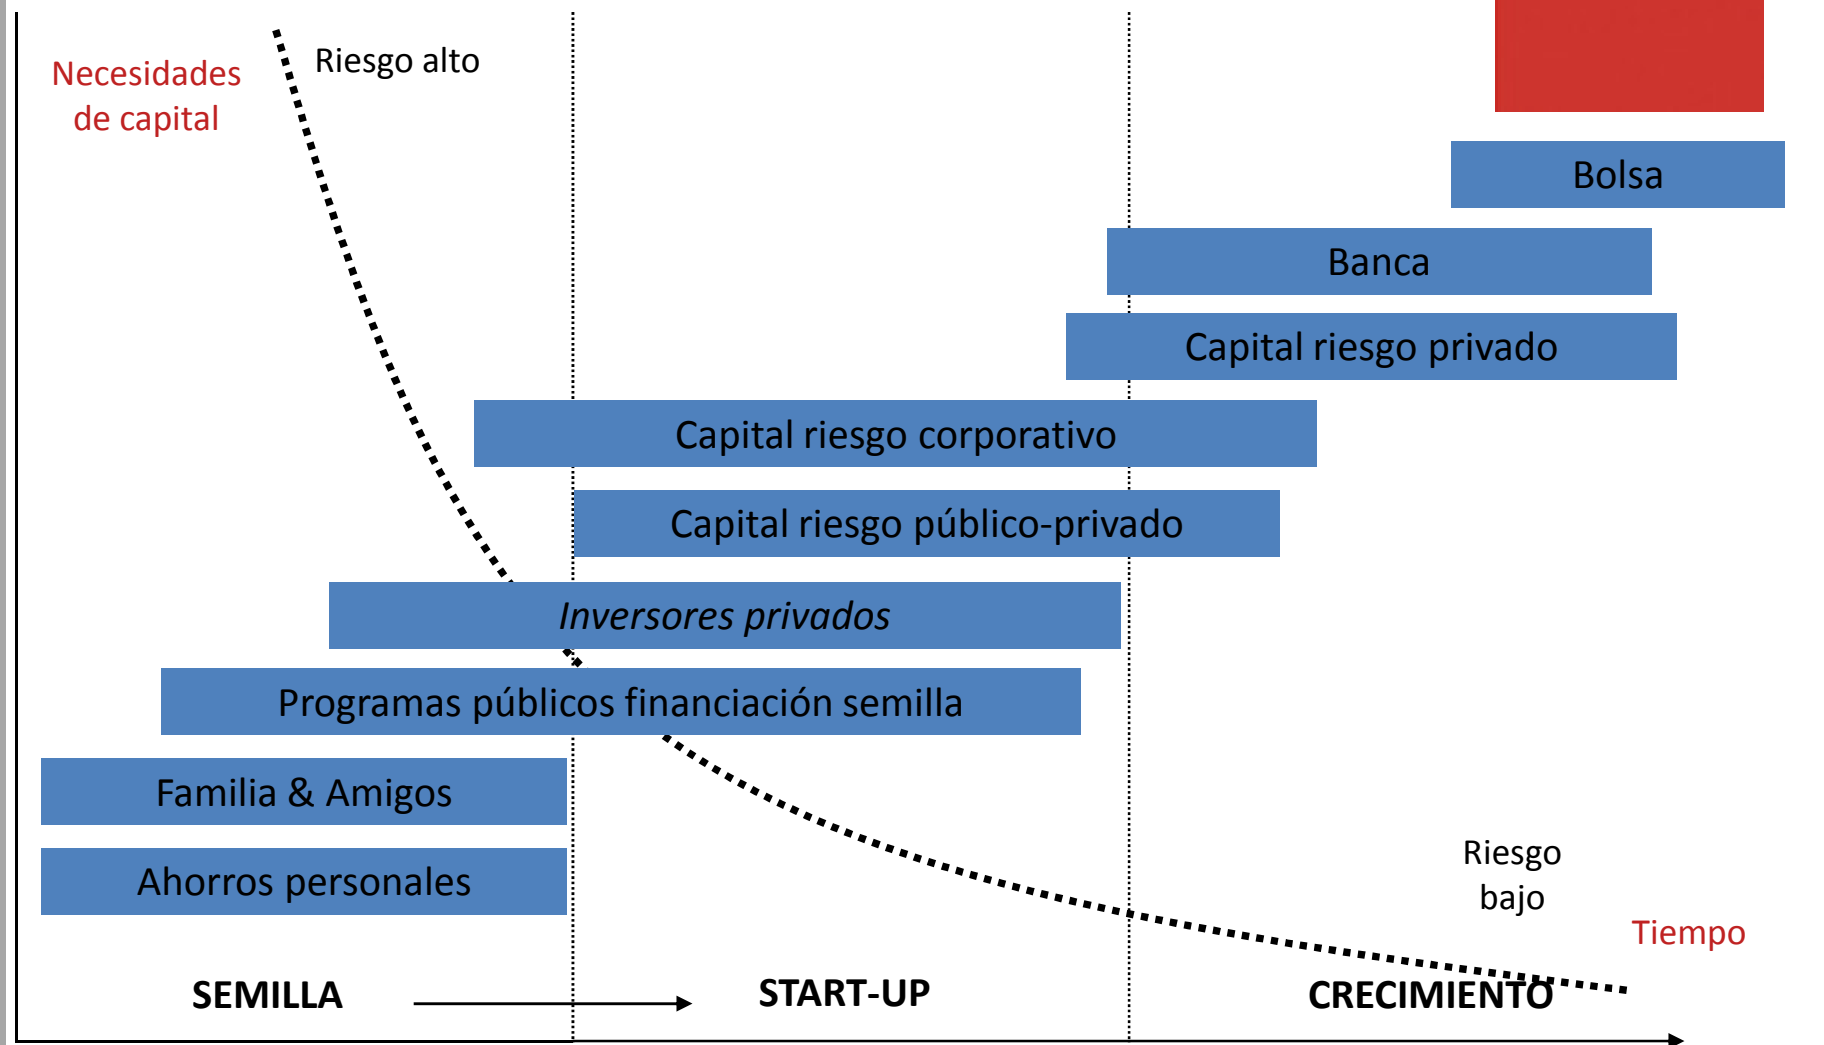 Necesidades
de capital
Riesgo alto
Bolsa
Banca
Capital riesgo privado
Capital riesgo corporativo
Capital riesgo público-privado
Inversores privados
Programas públicos financiación semilla
Familia & Amigos
Ahorros personales
Riesgo
bajo
Tiempo
SEMILLA
START-UP
CRECIMIENTO